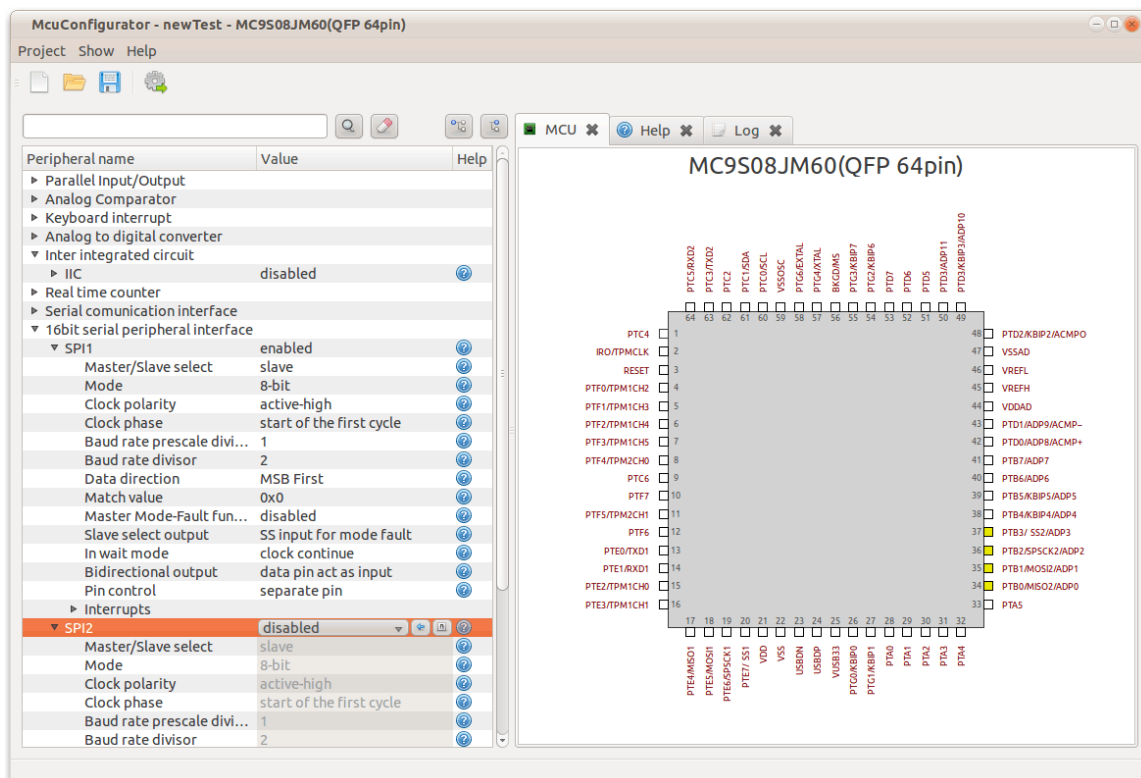 McuConfigurator - newTest - MC9S08JM60(QFP 64pin)
Project Show Help
MCU Help Log
Peripheral name Value Help
Parallel Input/Output
Analog Comparator
Keyboard interrupt
Analog to digital converter
Inter integrated circuit
IIC disabled
Real time counter
Serial comunication interface
16bit serial peripheral interface
SPI1 enabled
Master/Slave select slave
Mode 8-bit
Clock polarity active-high
Clock phase start of the first cycle
Baud rate prescale divi... 1
Baud rate divisor 2
Data direction MSB First
Match value 0x0
Master Mode-Fault fun... disabled
Slave select output SS input for mode fault
In wait mode clock continue
Bidirectional output data pin act as input
Pin control separate pin
Interrupts
SPI2 disabled
Master/Slave select slave
Mode 8-bit
Clock polarity active-high
Clock phase start of the first cycle
Baud rate prescale divi... 1
Baud rate divisor 2
MC9S08JM60(QFP 64pin)
PTC5/RXD2
PTC3/TXD2
PTC2
PTC1/SDA
PTC0/SCL
VSSOSC
PTG6/EXTAL
PTG4/XTAL
BKGD/MS
PTG3/KBIP7
PTG2/KBIP6
PTD7
PTD6
PTD5
PTD3/ADP11
PTD3/KBIP3/ADP10
64 63 62 61 60 59 58 57 56 55 54 53 52 51 50 49
PTC4 1
IRO/TPMCLK 2
RESET 3
PTF0/TPM1CH2 4
PTF1/TPM1CH3 5
PTF2/TPM1CH4 6
PTF3/TPM1CH5 7
PTF4/TPM2CH0 8
PTC6 9
PTF7 10
PTF5/TPM2CH1 11
PTF6 12
PTE0/TXD1 13
PTE1/RXD1 14
PTE2/TPM1CH0 15
PTE3/TPM1CH1 16
48 PTD2/KBIP2/ACMPO
47 VSSAD
46 VREFL
45 VREFH
44 VDDAD
43 PTD1/ADP9/ACMP−
42 PTD0/ADP8/ACMP+
41 PTB7/ADP7
40 PTB6/ADP6
39 PTB5/KBIP5/ADP5
38 PTB4/KBIP4/ADP4
37 PTB3/ SS2/ADP3
36 PTB2/SPSCK2/ADP2
35 PTB1/MOSI2/ADP1
34 PTB0/MISO2/ADP0
33 PTA5
17 18 19 20 21 22 23 24 25 26 27 28 29 30 31 32
PTE4/MISO1
PTE5/MOSI1
PTE6/SPSCK1
PTE7/ SS1
VDD
VSS
USBDN
USBDP
VUSB33
PTG0/KBIP0
PTG1/KBIP1
PTA0
PTA1
PTA2
PTA3
PTA4